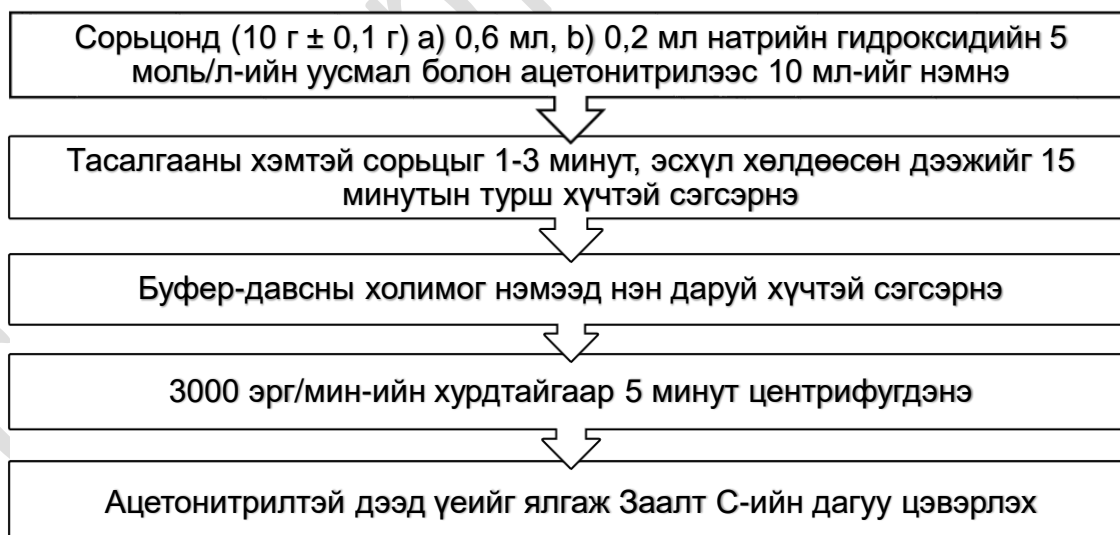 Сорьцонд (10 г ± 0,1 г) a) 0,6 мл, b) 0,2 мл натрийн гидроксидийн 5
моль/л-ийн уусмал болон ацетонитрилээс 10 мл-ийг нэмнэ
Тасалгааны хэмтэй сорьцыг 1-3 минут, эсхүл хөлдөөсөн дээжийг 15
минутын турш хүчтэй сэгсэрнэ
Буфер-давсны холимог нэмээд нэн даруй хүчтэй сэгсэрнэ
3000 эрг/мин-ийн хурдтайгаар 5 минут центрифугдэнэ
Ацетонитрилтэй дээд үеийг ялгаж Заалт С-ийн дагуу цэвэрлэх